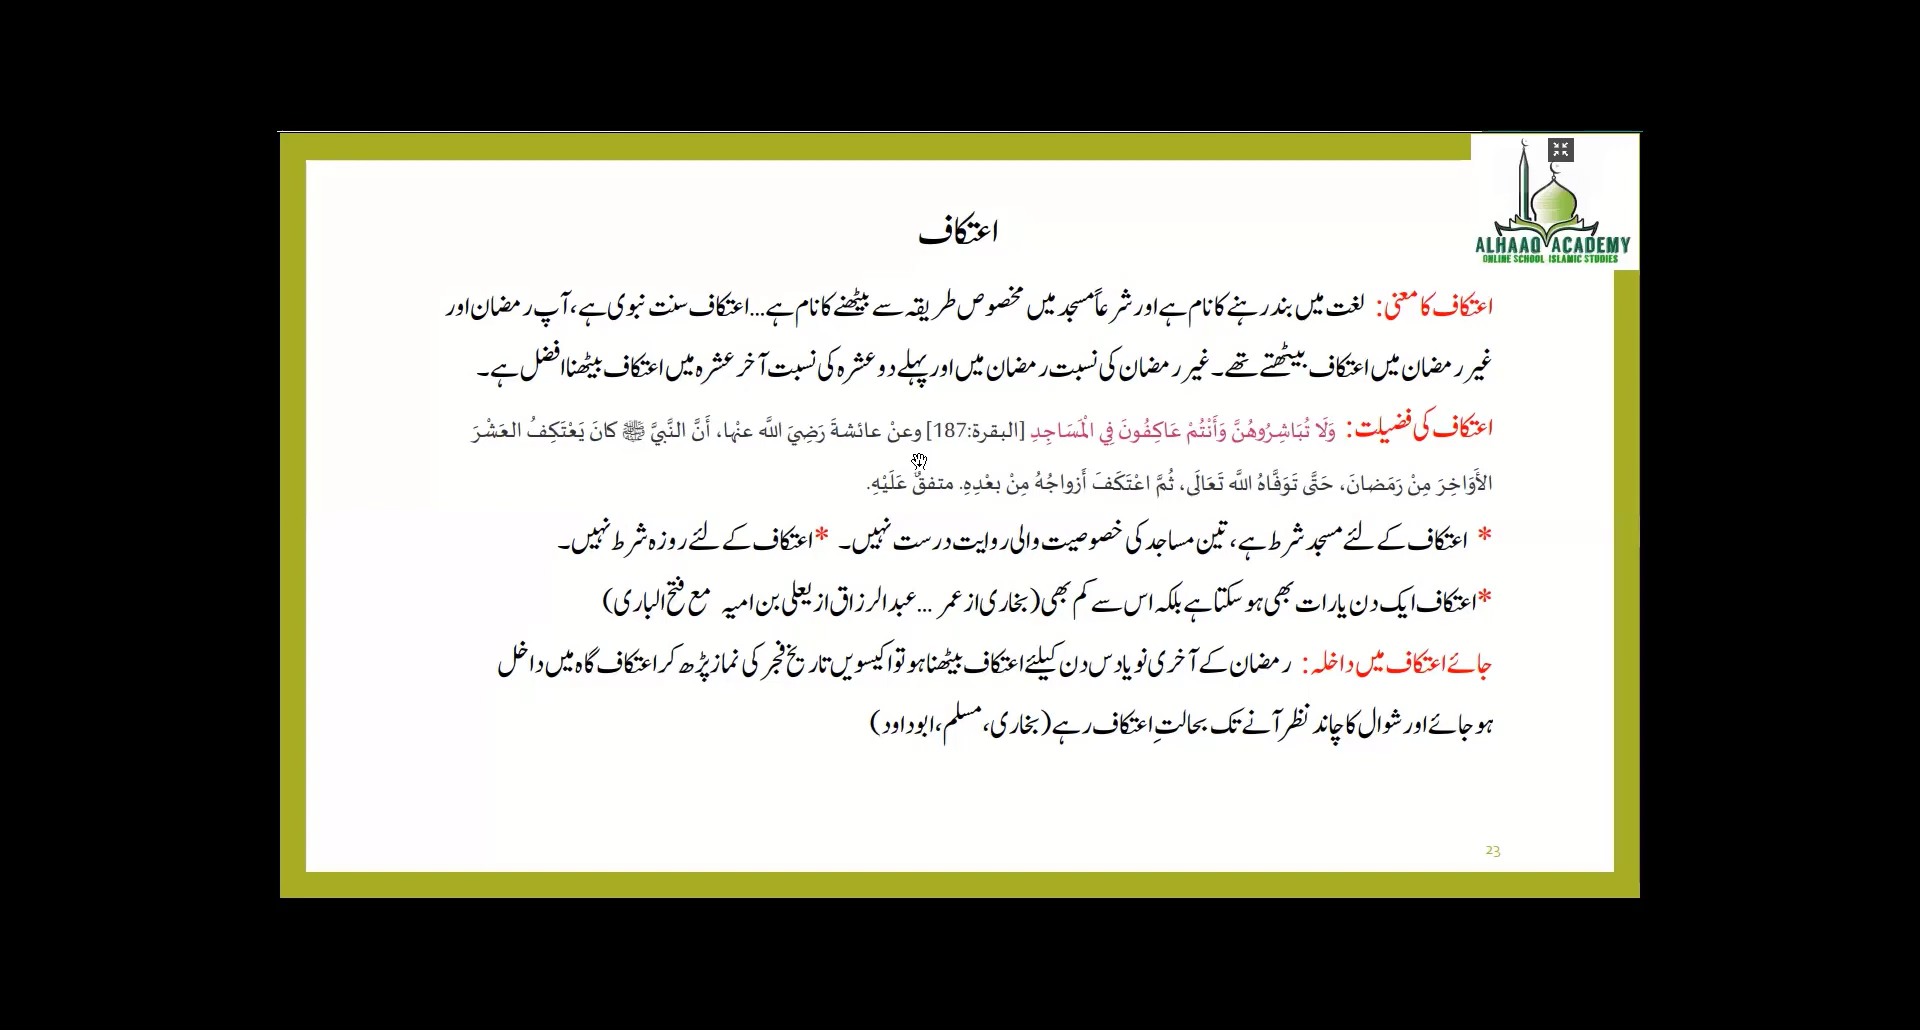 ALHAAQ ACADEMY
ONLINE SCHOOL ISLAMIC STUDIES
اعتکاف
اعتکاف کا معنی: لغت میں بند رہنے کا نام ہے اور شرعاً مسجد میں مخصوص طریقہ سے بیٹھنے کا نام ہے...اعتکاف سنت نبوی ہے، آپ رمضان اور
غیر رمضان میں اعتکاف بیٹھتے تھے۔ غیر رمضان کی نسبت رمضان میں اور پہلے دو عشرہ کی نسبت آخر عشرہ میں اعتکاف بیٹھنا افضل ہے۔
اعتکاف کی فضیلت: وَلَا تُبَاشِرُوهُنَّ وَأَنْتُمْ عَاكِفُونَ فِي الْمَسَاجِدِ [البقرة:187] وعنْ عائشةَ رَضِيَ اللَّه عنْها، أَنَّ النَّبيَّ ﷺ كانَ يَعْتَكِفُ العَشْرَ
الأَوَاخِرَ مِنْ رَمَضانَ، حَتَّى تَوَفَّاهُ اللَّه تَعَالَى، ثُمَّ اعْتَكَفَ أَزواجُهُ مِنْ بعْدِهِ. متفقٌ عَلَيْهِ.
* اعتکاف کے لئے مسجد شرط ہے، تین مساجد کی خصوصیت والی روایت درست نہیں۔ *اعتکاف کے لئے روزہ شرط نہیں۔
*اعتکاف ایک دن یا رات بھی ہو سکتا ہے بلکہ اس سے کم بھی (بخاری از عمر ... عبد الرزاق از یعلی بن امیہ مع فتح الباری)
جائے اعتکاف میں داخلہ: رمضان کے آخری نو یا دس دن کیلئے اعتکاف بیٹھنا ہو تو اکیسویں تاریخ فجر کی نماز پڑھ کر اعتکاف گاہ میں داخل
ہو جائے اور شوال کا چاند نظر آنے تک بحالتِ اعتکاف رہے (بخاری، مسلم، ابوداود)
23